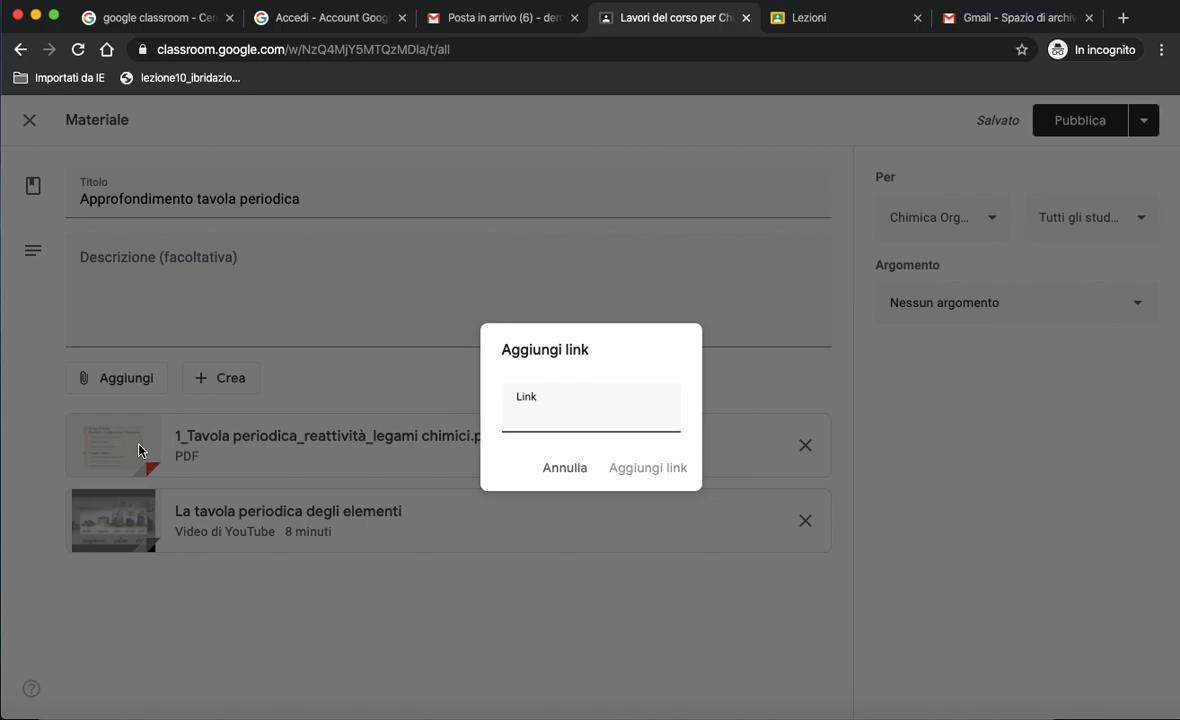 google classroom - Cer
Accedi - Account Goog
Posta in arrivo (6) - den
Lavori del corso per Ch
Lezioni
Gmail - Spazio di archiv
classroom.google.com/w/NzQ4MjY5MTQzMDla/t/all
In incognito
Importati da IE
lezione10_ibridazio...
Materiale
Salvato
Pubblica
Titolo
Approfondimento tavola periodica
Per
Chimica Org...
Tutti gli stud...
Descrizione (facoltativa)
Argomento
Nessun argomento
Aggiungi link
Link
Annulla
Aggiungi link
Aggiungi
Crea
1_Tavola periodica_reattività_legami chimici.p
PDF
La tavola periodica degli elementi
Video di YouTube 8 minuti